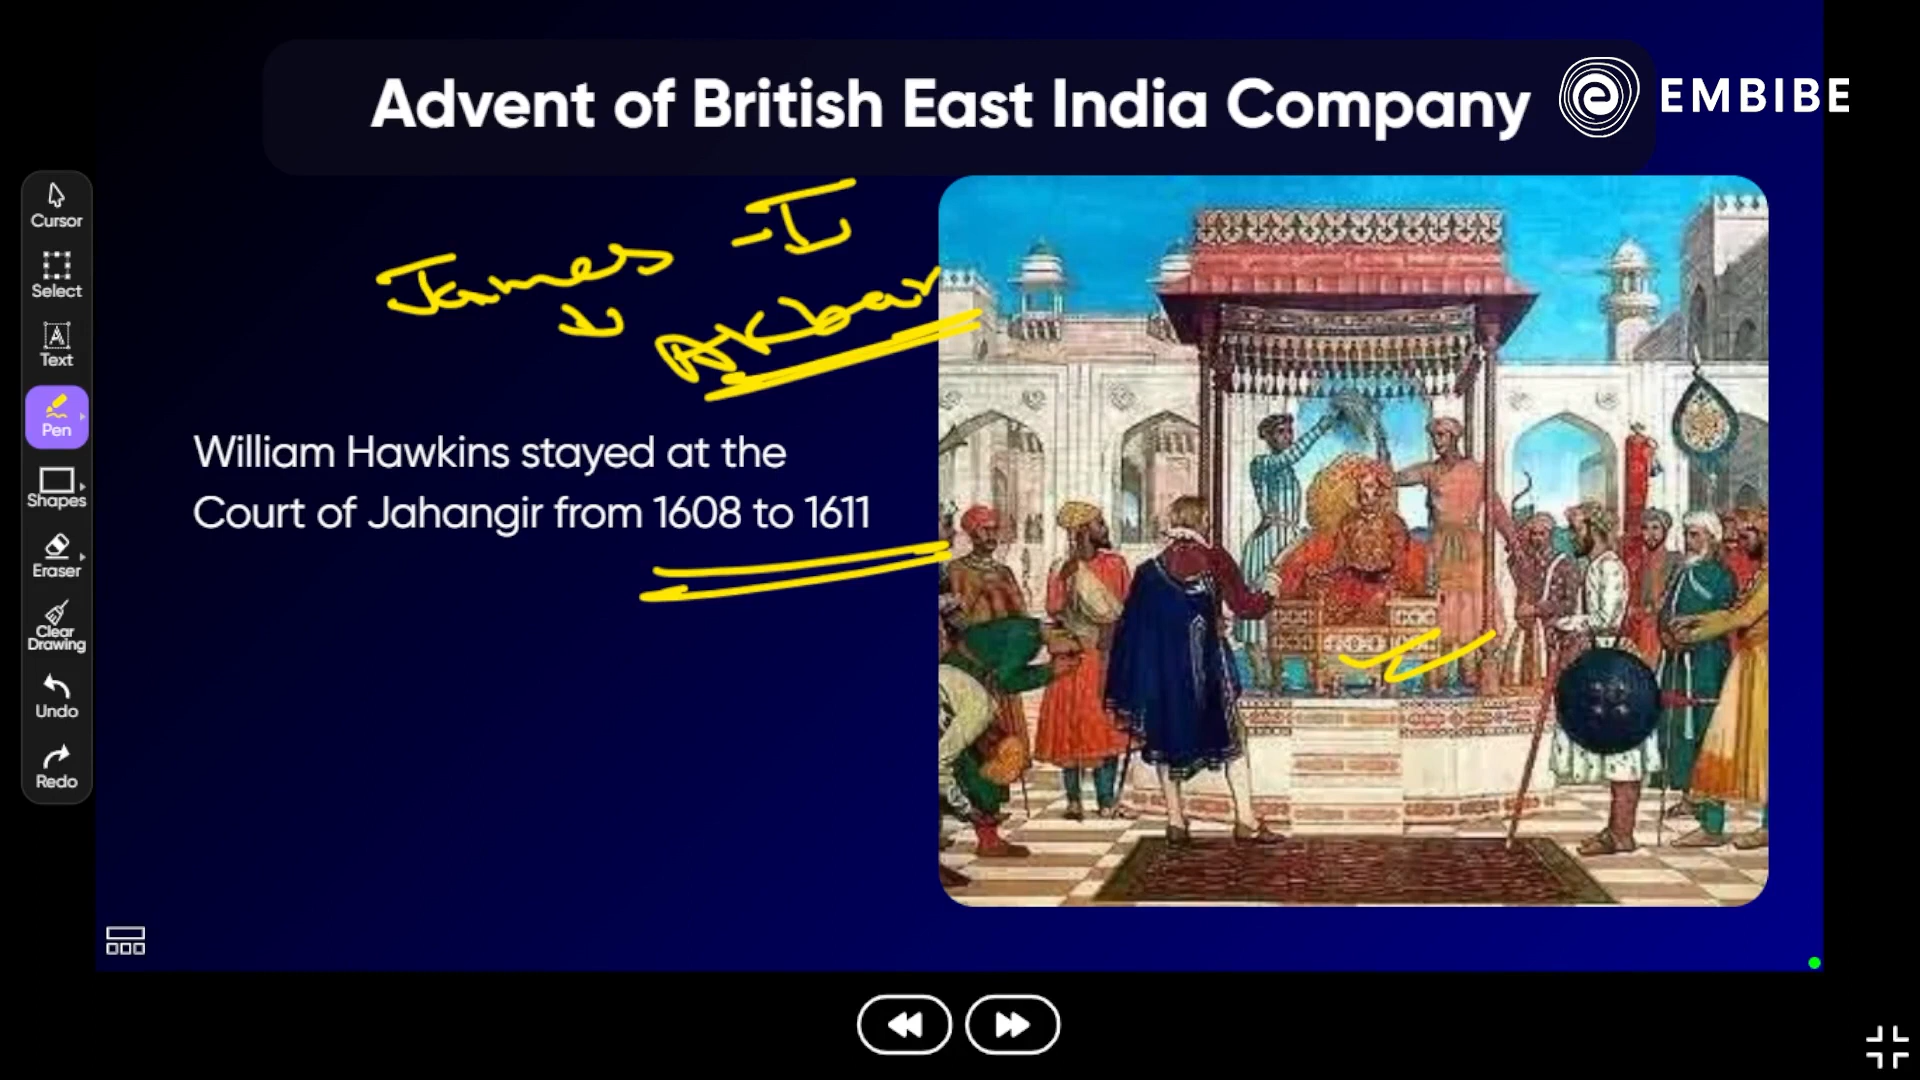 Advent of British East India Company
EMBIBE
Cursor
Select
Text
Pen
Shapes
Eraser
Clear
Drawing
Undo
Redo
James - I
Akbar
William Hawkins stayed at the
Court of Jahangir from 1608 to 1611